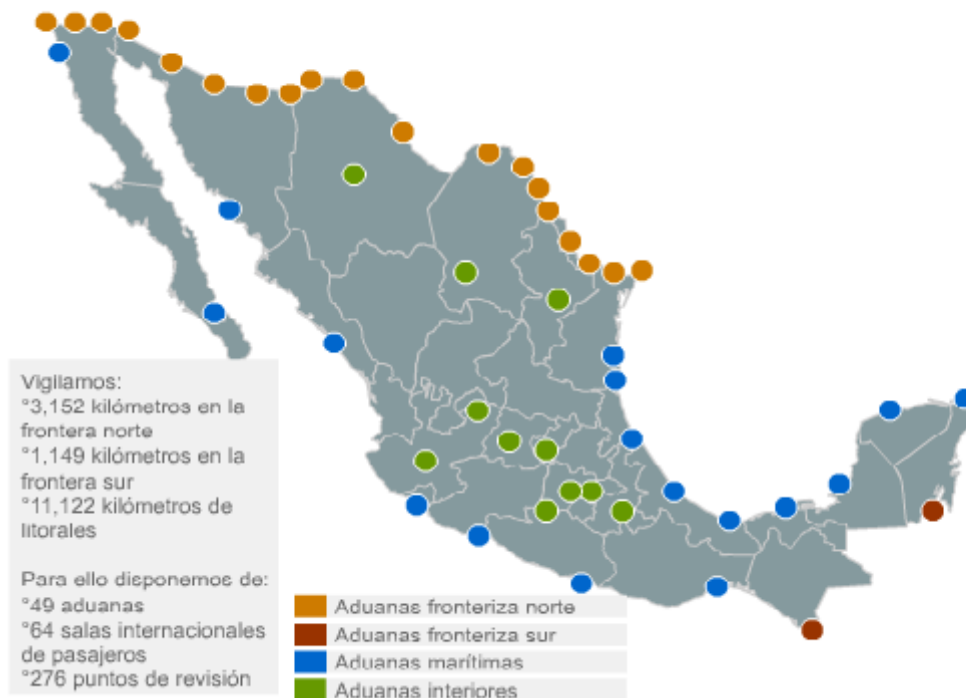 Vigilamos:
°3,152 kilómetros en la
frontera norte
°1,149 kilómetros en la
frontera sur
°11,122 kilómetros de
litorales
Para ello disponemos de:
°49 aduanas
°64 salas internacionales
de pasajeros
°276 puntos de revisión
Aduanas fronteriza norte
Aduanas fronteriza sur
Aduanas marítimas
Aduanas interiores